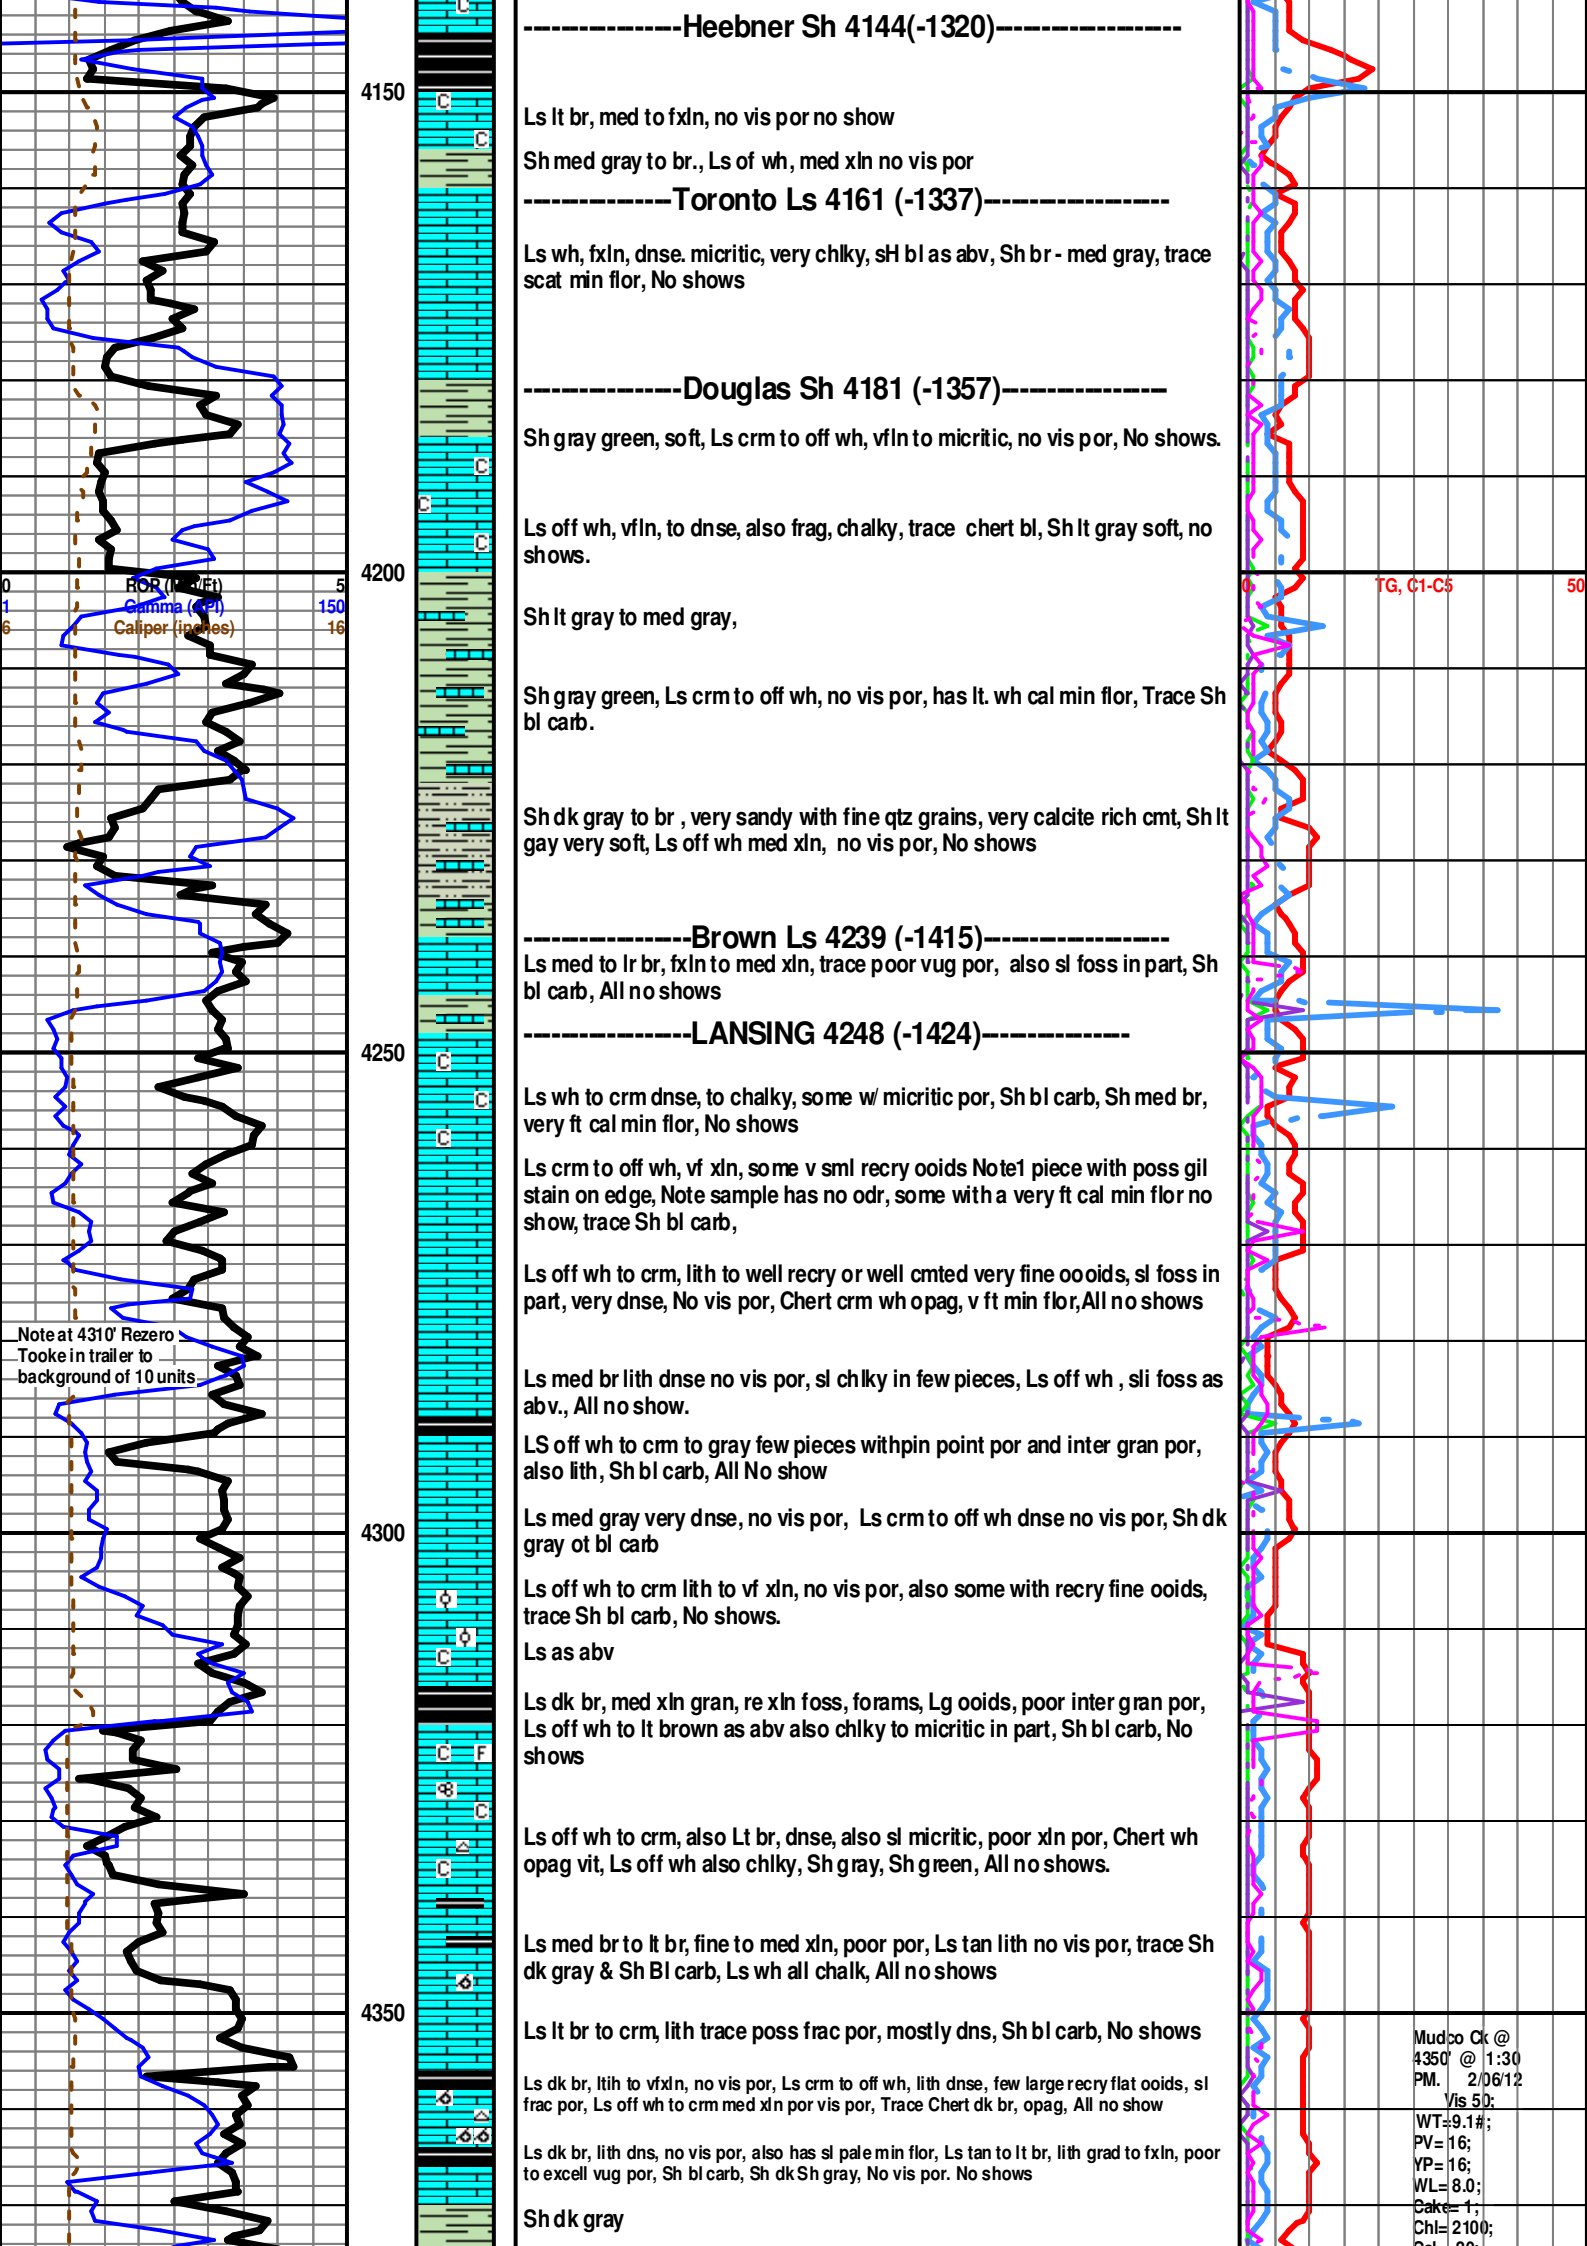 C
----------------Heebner Sh 4144(-1320)-------------------
4150
C
Ls lt br, med to fxln, no vis por no show
C
Sh med gray to br., Ls of wh, med xln no vis por
---------------Toronto Ls 4161 (-1337)-------------------
Ls wh, fxln, dnse. micritic, very chlky, sH bl as abv, Sh br - med gray, trace
scat min flor, No shows
----------------Douglas Sh 4181 (-1357)-----------------
Sh gray green, soft, Ls crm to off wh, vfln to micritic, no vis por, No shows.
C
C
Ls off wh, vfln, to dnse, also frag, chalky, trace  chert bl, Sh lt gray soft, no
shows.
C
4200
0 ROP (Min/Ft) 5
1 Gamma (API) 150
6 Caliper (inches) 16
0 TG, C1-C5 50
Sh lt gray to med gray,
Sh gray green, Ls crm to off wh, no vis por, has lt. wh cal min flor, Trace Sh
bl carb.
Sh dk gray to br , very sandy with fine qtz grains, very calcite rich cmt, Sh lt
gay very soft, Ls off wh med xln,  no vis por, No shows
-----------------Brown Ls 4239 (-1415)-------------------
Ls med to lr br, fxln to med xln, trace poor vug por,  also sl foss in part, Sh
bl carb, All no shows
-----------------LANSING 4248 (-1424)---------------
4250
C
C
Ls wh to crm dnse, to chalky, some w/ micritic por, Sh bl carb, Sh med br,
very ft cal min flor, No shows
C
Ls crm to off wh, vf xln, some v sml recry ooids Note1 piece with poss gil
stain on edge, Note sample has no odr, some with a very ft cal min flor no
show, trace Sh bl carb,
Ls off wh to crm, lith to well recry or well cmted very fine oooids, sl foss in
part, very dnse, No vis por, Chert crm wh opag, v ft min flor,All no shows
Note at 4310' Rezero
Tooke in trailer to
background of 10 units
Ls med br lith dnse no vis por, sl chlky in few pieces, Ls off wh , sli foss as
abv., All no show.
LS off wh to crm to gray few pieces withpin point por and inter gran por,
also lith, Sh bl carb, All No show
Ls med gray very dnse, no vis por,  Ls crm to off wh dnse no vis por, Sh dk
gray ot bl carb
4300
Ls off wh to crm lith to vf xln, no vis por, also some with recry fine ooids,
trace Sh bl carb, No shows.
Ls as abv
C
Ls dk br, med xln gran, re xln foss, forams, Lg ooids, poor inter gran por,
Ls off wh to lt brown as abv also chlky to micritic in part, Sh bl carb, No
shows
C F
C
Ls off wh to crm, also Lt br, dnse, also sl micritic, poor xln por, Chert wh
opag vit, Ls off wh also chlky, Sh gray, Sh green, All no shows.
C
Ls med br to lt br, fine to med xln, poor por, Ls tan lith no vis por, trace Sh
dk gray & Sh Bl carb, Ls wh all chalk, All no shows
4350
Ls lt br to crm, lith trace poss frac por, mostly dns, Sh bl carb, No shows
Ls dk br, ltih to vfxln, no vis por, Ls crm to off wh, lith dnse, few large recry flat ooids, sl
frac por, Ls off wh to crm med xln por vis por, Trace Chert dk br, opag, All no show
Ls dk br, lith dns, no vis por, also has sl pale min flor, Ls tan to lt br, lith grad to fxln, poor
to excell vug por, Sh bl carb, Sh dk Sh gray, No vis por. No shows
Sh dk gray
Mudco Ck @
4350' @ 1:30
PM. 2/06/12
Vis 50;
WT=9.1#;
PV= 16;
YP= 16;
WL= 8.0;
Cake= 1;
Chl= 2100;